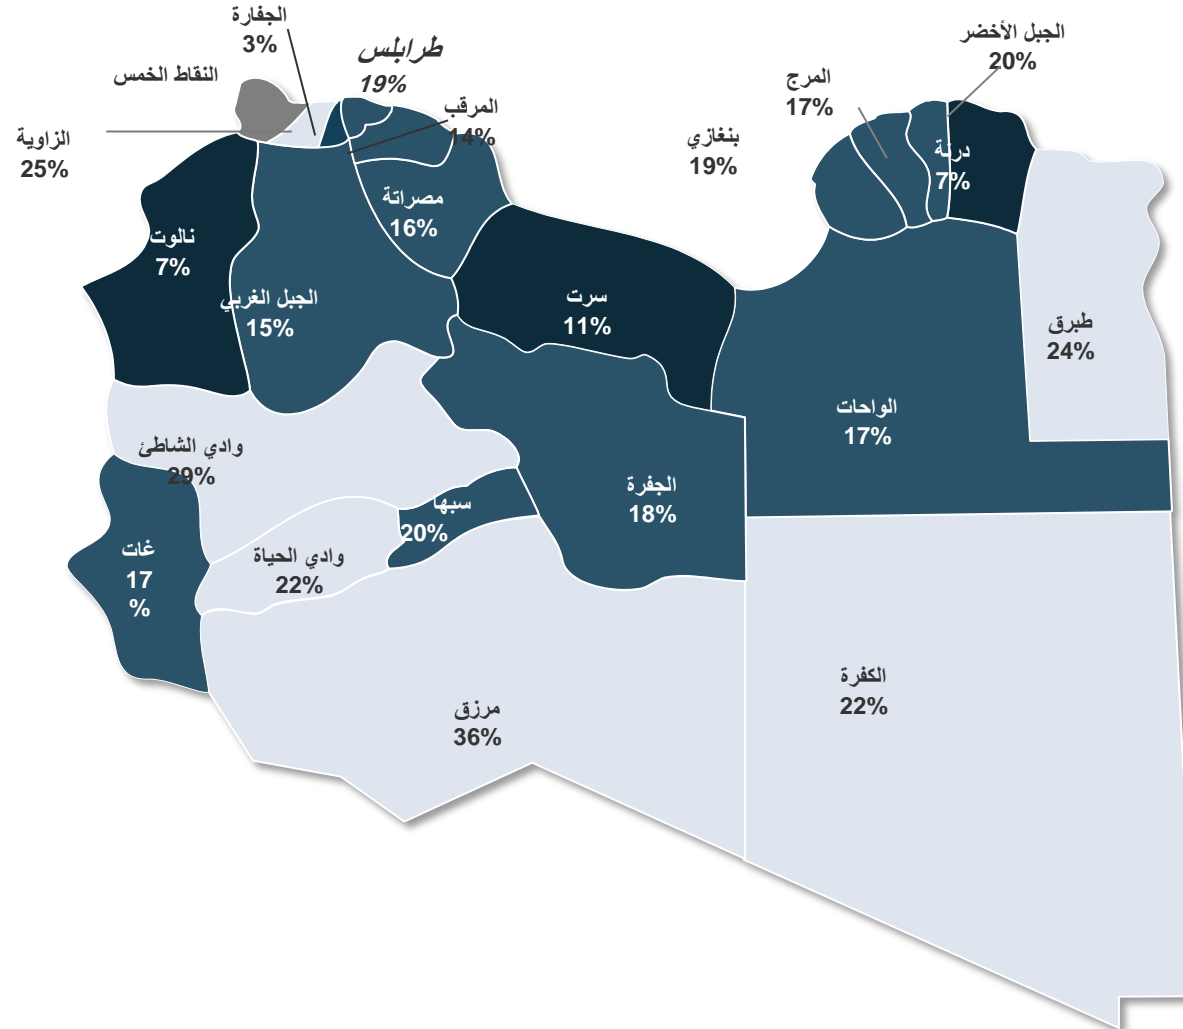 الجفارة
3%
طرابلس
19%
النقاط الخمس
المرقب
14%
الزاوية
25%
الجبل الأخضر
20%
المرج
17%
بنغازي
19%
درنة
7%
مصراتة
16%
نالوت
7%
الجبل الغربي
15%
سرت
11%
طبرق
24%
الواحات
17%
وادي الشاطئ
29%
الجفرة
18%
سبها
20%
غات
17
%
وادي الحياة
22%
الكفرة
22%
مرزق
36%